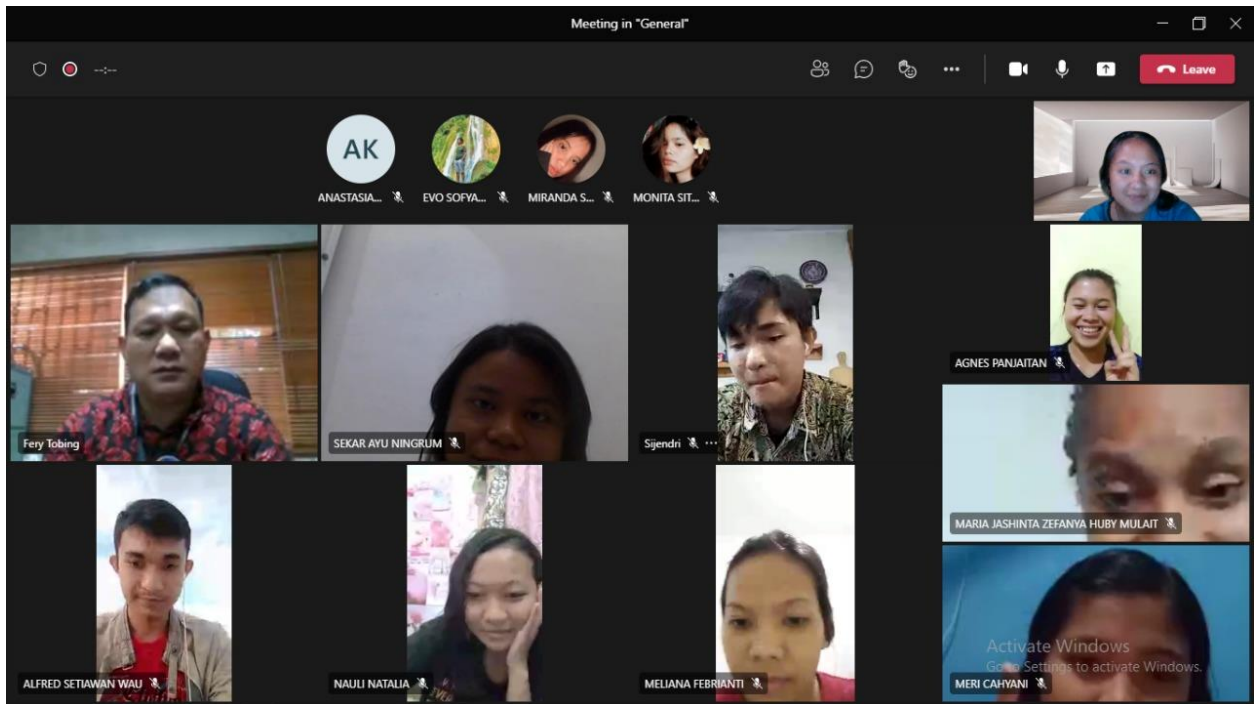 Meeting in "General"
--:--
Leave
AK
ANASTASIA...
EVO SOFYA...
MIRANDA S...
MONITA SIT...
AGNES PANJAITAN
Fery Tobing
SEKAR AYU NINGRUM
Sijendri
MARIA JASHINTA ZEFANYA HUBY MULAIT
ALFRED SETIAWAN WAU
NAULI NATALIA
MELIANA FEBRIANTI
MERI CAHYANI
Activate Windows
Go to Settings to activate Windows.